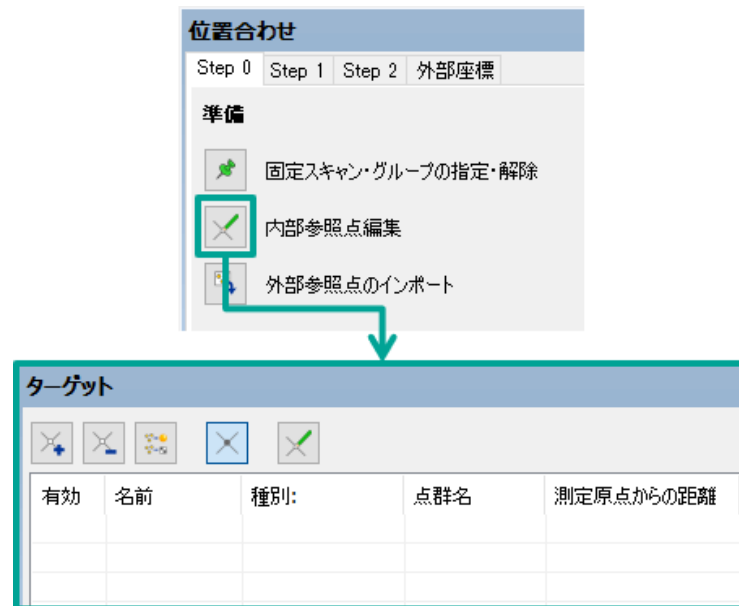 位置合わせ
Step 0 Step 1 Step 2 外部座標
準備
固定スキャン・グループの指定・解除
内部参照点編集
外部参照点のインポート
ターゲット
有効 名前 種別: 点群名 測定原点からの距離